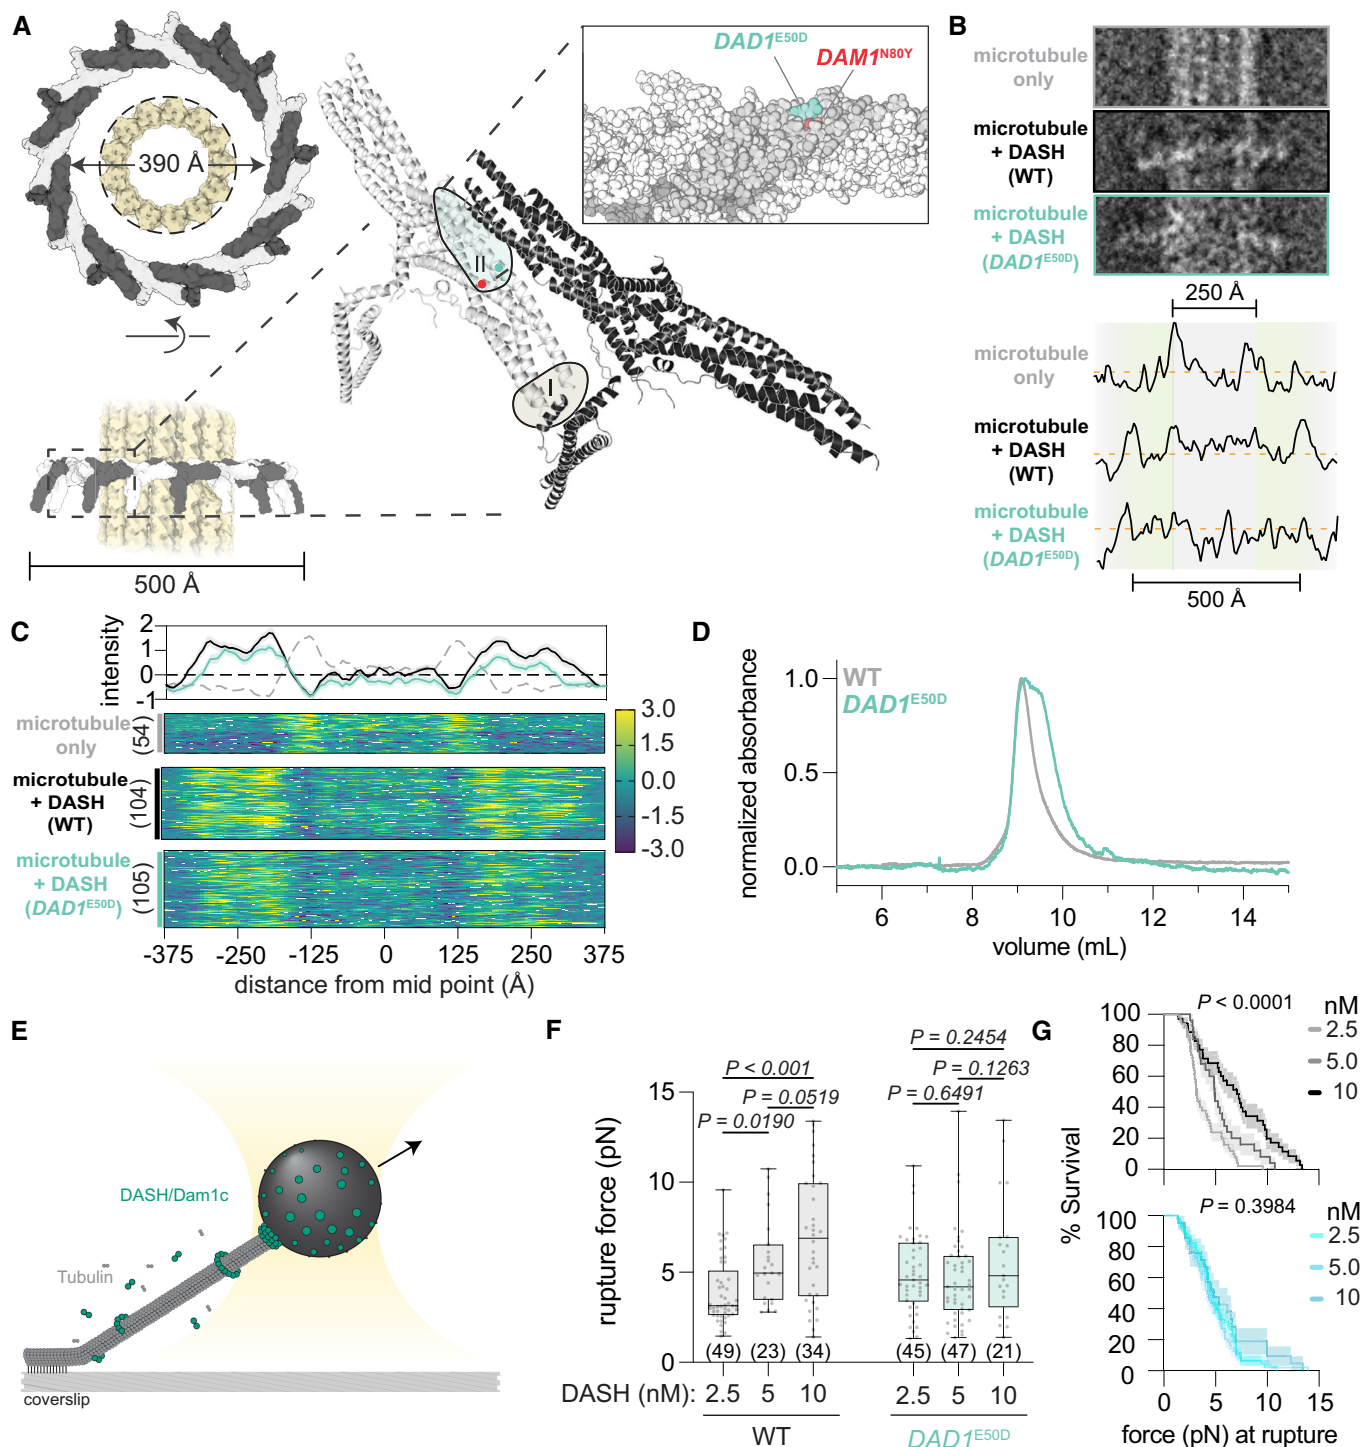 A
390 Å
500 Å
II
I
DAD1E50D
DAM1N80Y
B
microtubule
only
microtubule
+ DASH
(WT)
microtubule
+ DASH
(DAD1E50D)
250 Å
microtubule
only
microtubule
+ DASH
(WT)
microtubule
+ DASH
(DAD1E50D)
500 Å
C
intensity
2
1
0
-1
microtubule
only
(54)
microtubule
+ DASH
(WT)
(104)
microtubule
+ DASH
(DAD1E50D)
(105)
3.0
1.5
0.0
-1.5
-3.0
-375 -250 -125 0 125 250 375
distance from mid point (Å)
D
WT
DAD1E50D
normalized absorbance
1.0
0.5
0.0
6 8 10 12 14
volume (mL)
E
DASH/Dam1c
Tubulin
coverslip
F
rupture force (pN)
15
10
5
0
P < 0.001
P = 0.0519
P = 0.0190
P = 0.2454
P = 0.1263
P = 0.6491
(49) (23) (34) (45) (47) (21)
DASH (nM): 2.5 5 10 2.5 5 10
WT DAD1E50D
G
% Survival
P < 0.0001
nM
2.5
5.0
10
100
80
60
40
20
0
P = 0.3984
nM
2.5
5.0
10
100
80
60
40
20
0
0 5 10 15
force (pN) at rupture